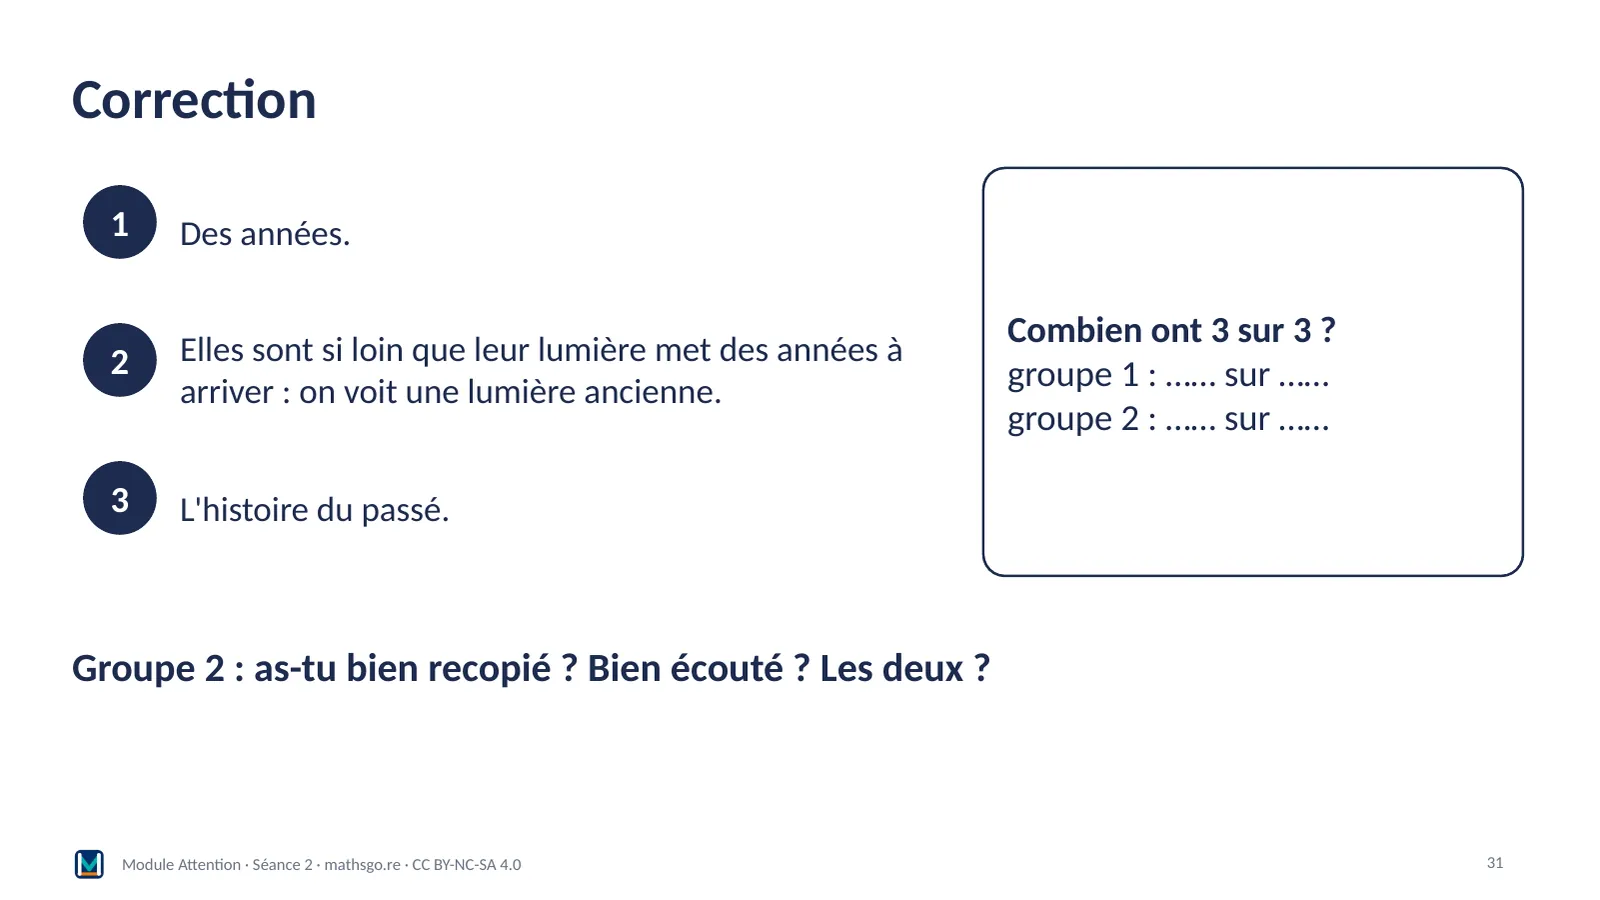 Correction
1
Des années.
2
Elles sont si loin que leur lumière met des années à
arriver : on voit une lumière ancienne.
3
L'histoire du passé.
Combien ont 3 sur 3 ?
groupe 1 : …… sur ……
groupe 2 : …… sur ……
Groupe 2 : as-tu bien recopié ? Bien écouté ? Les deux ?
Module Attention · Séance 2 · mathsgo.re · CC BY-NC-SA 4.0
31